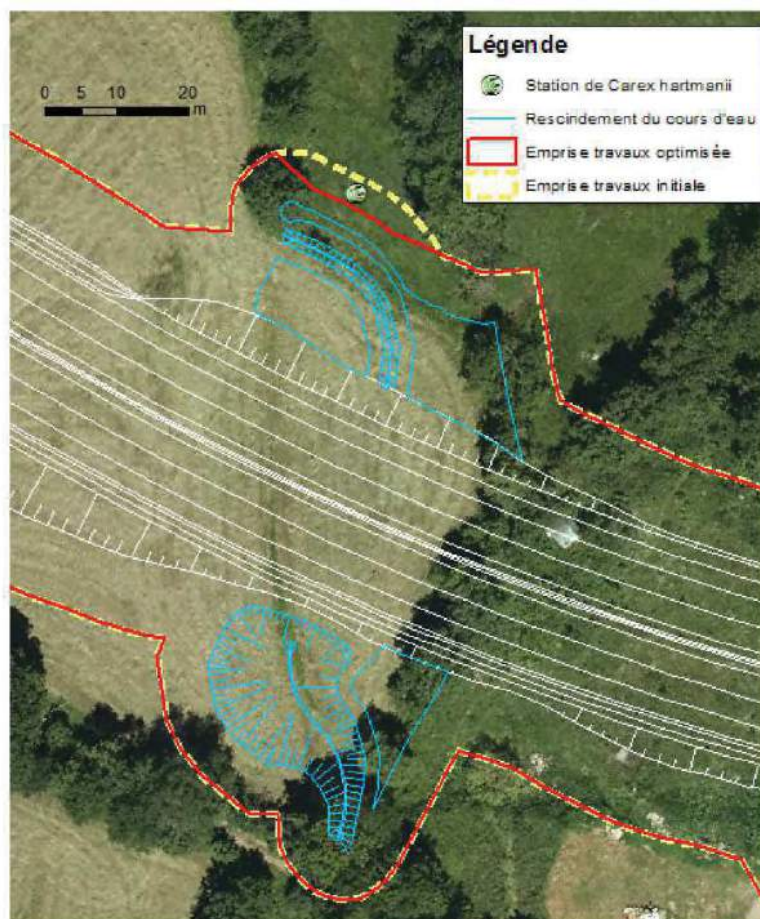 Légende
Station de Carex hartmanii
Rescindement du cours d'eau
Emprise travaux optimisée
Emprise travaux initiale
0 5 10 20
m